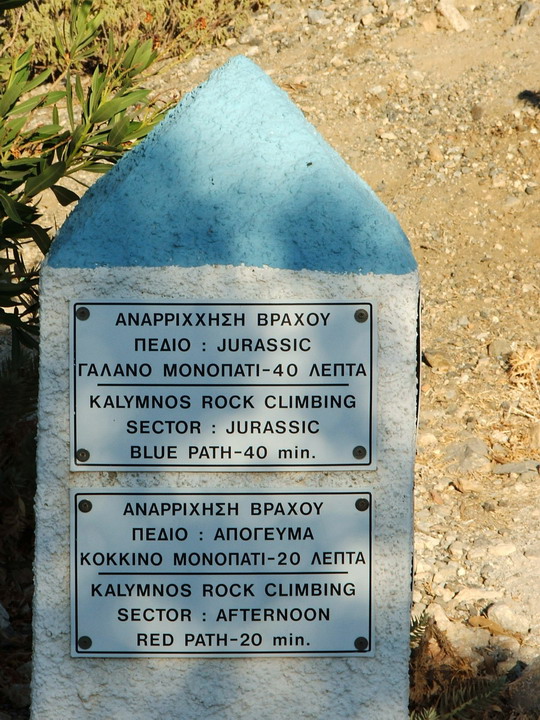 ΑΝΑΡΡΙΧΧΗΣΗ ΒΡΑΧΟΥ
ΠΕΔΙΟ : JURASSIC
ΓΑΛΑΝΟ ΜΟΝΟΠΑΤΙ-40 ΛΕΠΤΑ
KALYMNOS ROCK CLIMBING
SECTOR : JURASSIC
BLUE PATH-40 min.
ΑΝΑΡΡΙΧΗΣΗ ΒΡΑΧΟΥ
ΠΕΔΙΟ : ΑΠΟΓΕΥΜΑ
ΚΟΚΚΙΝΟ ΜΟΝΟΠΑΤΙ-20 ΛΕΠΤΑ
KALYMNOS ROCK CLIMBING
SECTOR : AFTERNOON
RED PATH-20 min.